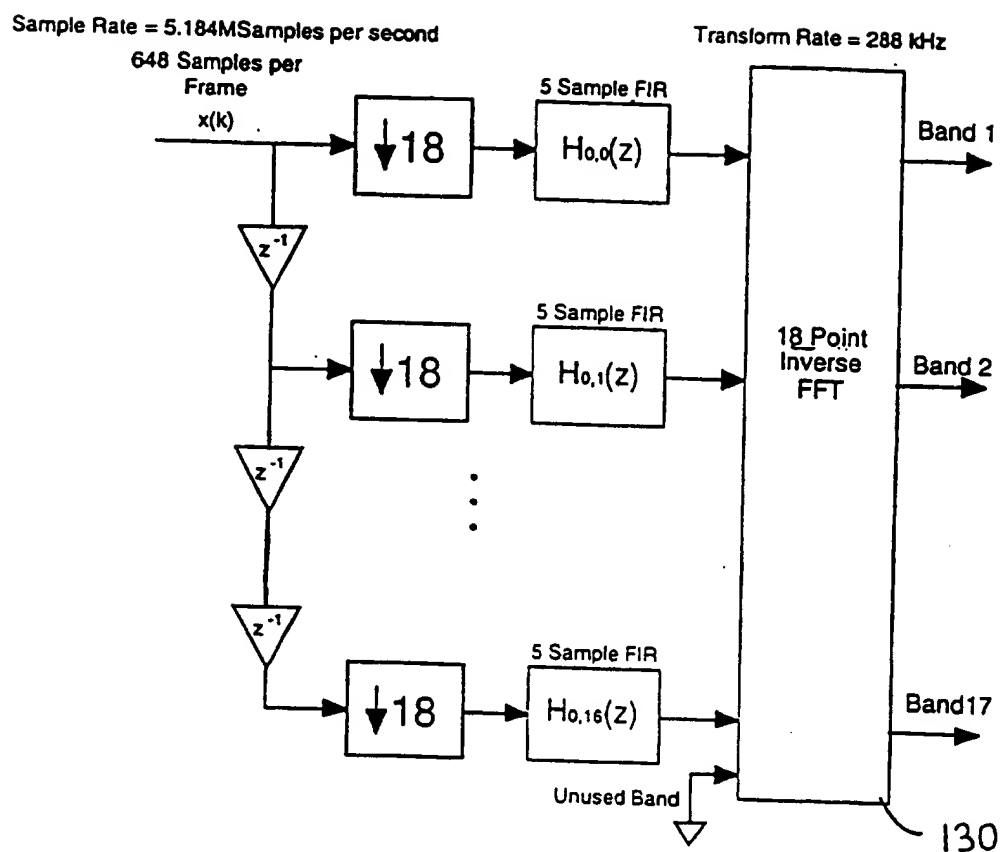 Sample Rate = 5.184MSamples per second
Transform Rate = 288 kHz
648 Samples per
Frame
x(k)
5 Sample FIR
↓18
H0,0(z)
Band 1
z-1
5 Sample FIR
↓18
H0,1(z)
18 Point
Inverse
FFT
Band 2
z-1
z-1
5 Sample FIR
↓18
H0,16(z)
Band17
Unused Band
130